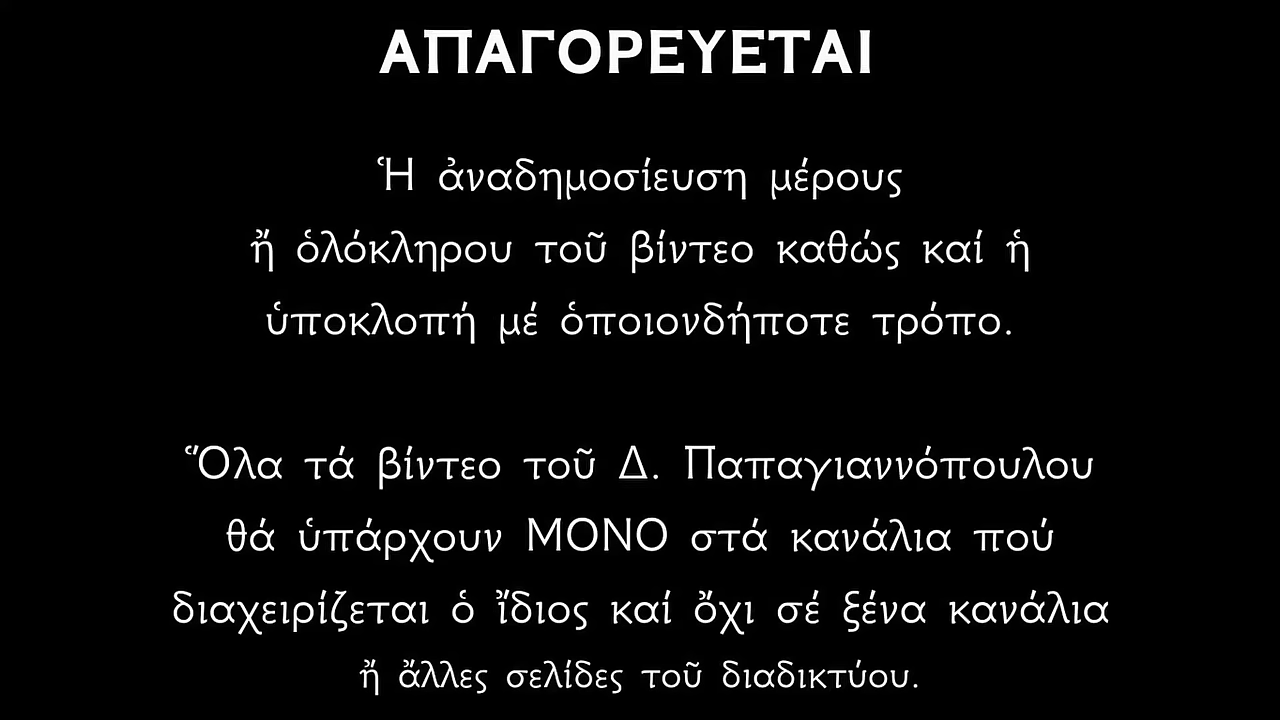 ΑΠΑΓΟΡΕΥΕΤΑΙ
Ἡ ἀναδημοσίευση μέρους
ἤ ὁλόκληρου τοῦ βίντεο καθώς καί ἡ
ὑποκλοπή μέ ὁποιονδήποτε τρόπο.
Ὅλα τά βίντεο τοῦ Δ. Παπαγιαννόπουλου
θά ὑπάρχουν ΜΟΝΟ στά κανάλια πού
διαχειρίζεται ὁ ἴδιος καί ὄχι σέ ξένα κανάλια
ἤ ἄλλες σελίδες τοῦ διαδικτύου.